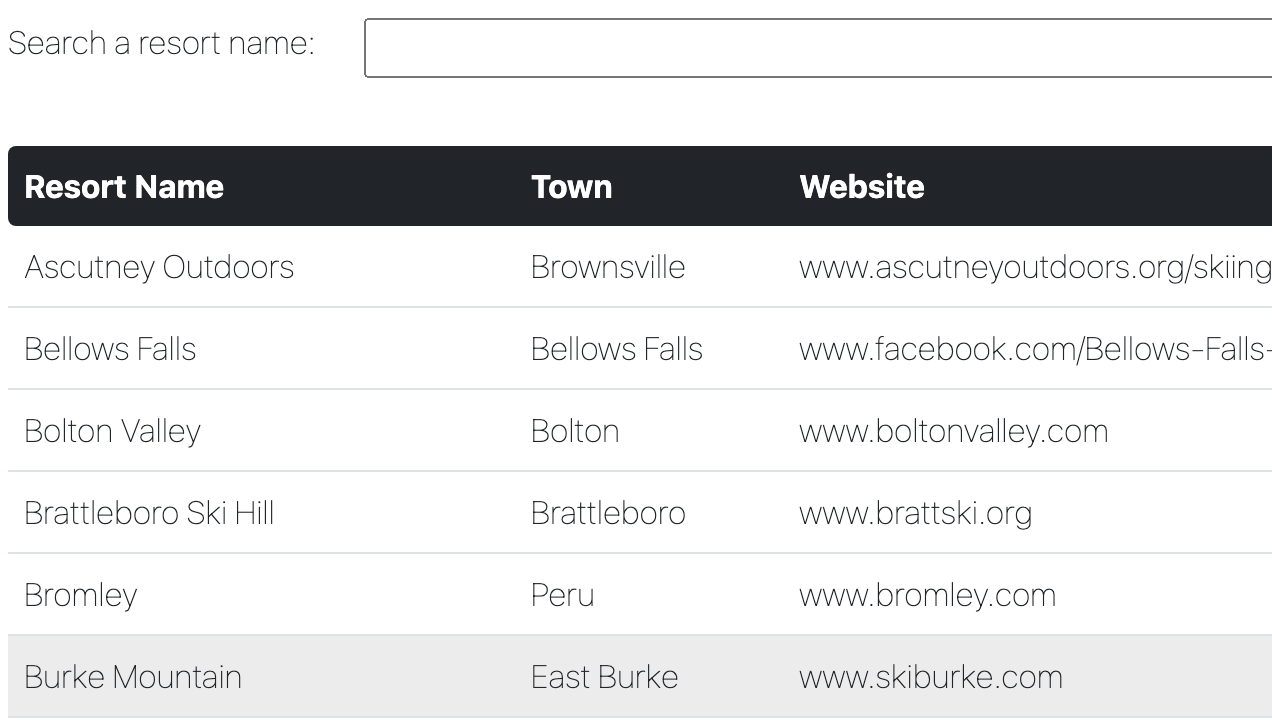 Search a resort name:
Resort Name Town Website
Ascutney Outdoors Brownsville www.ascutneyoutdoors.org/skiing
Bellows Falls Bellows Falls www.facebook.com/Bellows-Falls-
Bolton Valley Bolton www.boltonvalley.com
Brattleboro Ski Hill Brattleboro www.brattski.org
Bromley Peru www.bromley.com
Burke Mountain East Burke www.skiburke.com